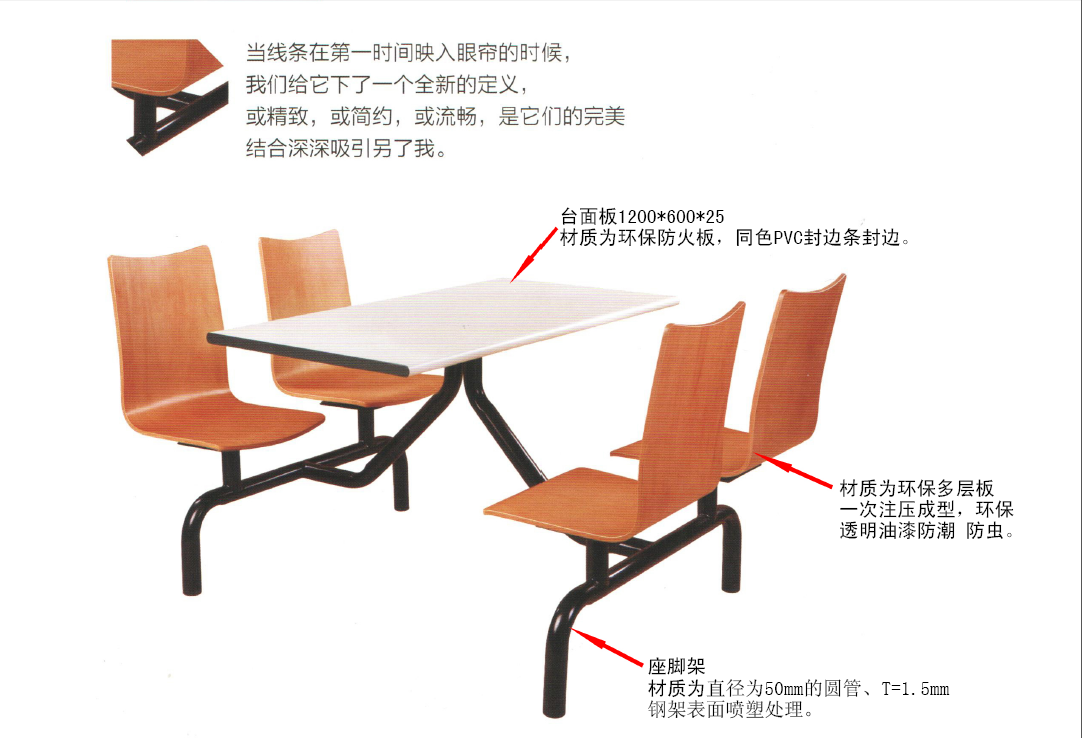 当线条在第一时间映入眼帘的时候，
我们给它下了一个全新的定义，
或精致，或简约，或流畅，是它们的完美
结合深深吸引另了我。
台面板1200*600*25
材质为环保防火板，同色PVC封边条封边。
材质为环保多层板
一次注压成型，环保
透明油漆防潮 防虫。
座脚架
材质为直径为50mm的圆管、T=1.5mm
钢架表面喷塑处理。